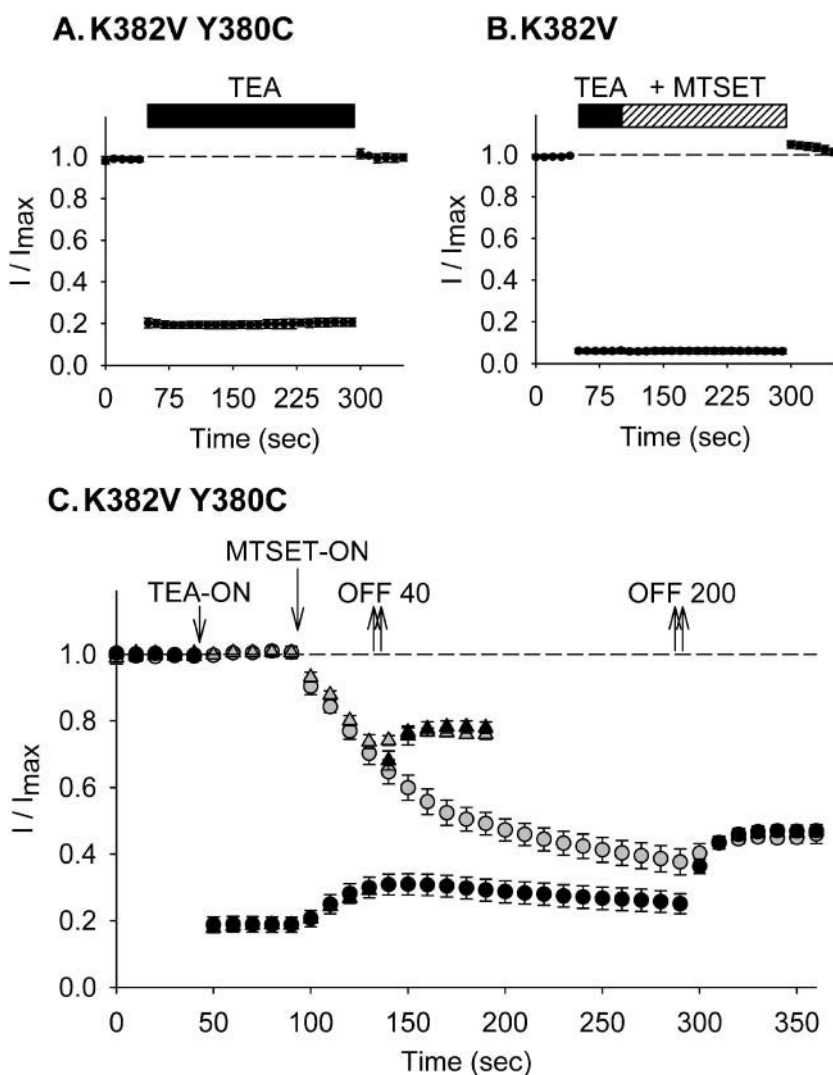 A. K382V Y380C
TEA
I / Imax
1.0
0.8
0.6
0.4
0.2
0.0
0 75 150 225 300
Time (sec)
B. K382V
TEA + MTSET
I / Imax
1.0
0.8
0.6
0.4
0.2
0.0
0 75 150 225 300
Time (sec)
C. K382V Y380C
MTSET-ON
TEA-ON OFF 40 OFF 200
I / Imax
1.0
0.8
0.6
0.4
0.2
0.0
0 50 100 150 200 250 300 350
Time (sec)